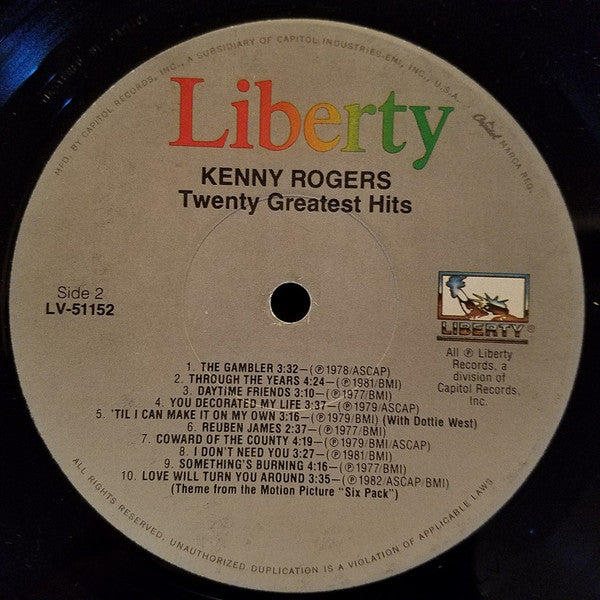 MFD. BY CAPITOL RECORDS, INC., A SUBSIDIARY OF CAPITOL INDUSTRIES-EMI, INC., U.S.A.
Capitol MARCA REG.
Liberty
KENNY ROGERS
Twenty Greatest Hits
Side 2
LV-51152
LIBERTY®
All ℗ Liberty
Records, a
division of
Capitol Records,
Inc.
1. THE GAMBLER 3:32–(℗1978/ASCAP)
2. THROUGH THE YEARS 4:24–(℗1981/BMI)
3. DAYTIME FRIENDS 3:10–(℗1977/BMI)
4. YOU DECORATED MY LIFE 3:37–(℗1979/ASCAP)
5. 'TIL I CAN MAKE IT ON MY OWN 3:16–(℗1979/BMI) (With Dottie West)
6. REUBEN JAMES 2:37–(℗1977/BMI)
7. COWARD OF THE COUNTY 4:19–(℗1979/BMI/ASCAP)
8. I DON'T NEED YOU 3:27–(℗1981/BMI)
9. SOMETHING'S BURNING 4:16–(℗1977/BMI)
10. LOVE WILL TURN YOU AROUND 3:35–(℗1982/ASCAP/BMI)
(Theme from the Motion Picture "Six Pack")
ALL RIGHTS RESERVED. UNAUTHORIZED DUPLICATION IS A VIOLATION OF APPLICABLE LAWS